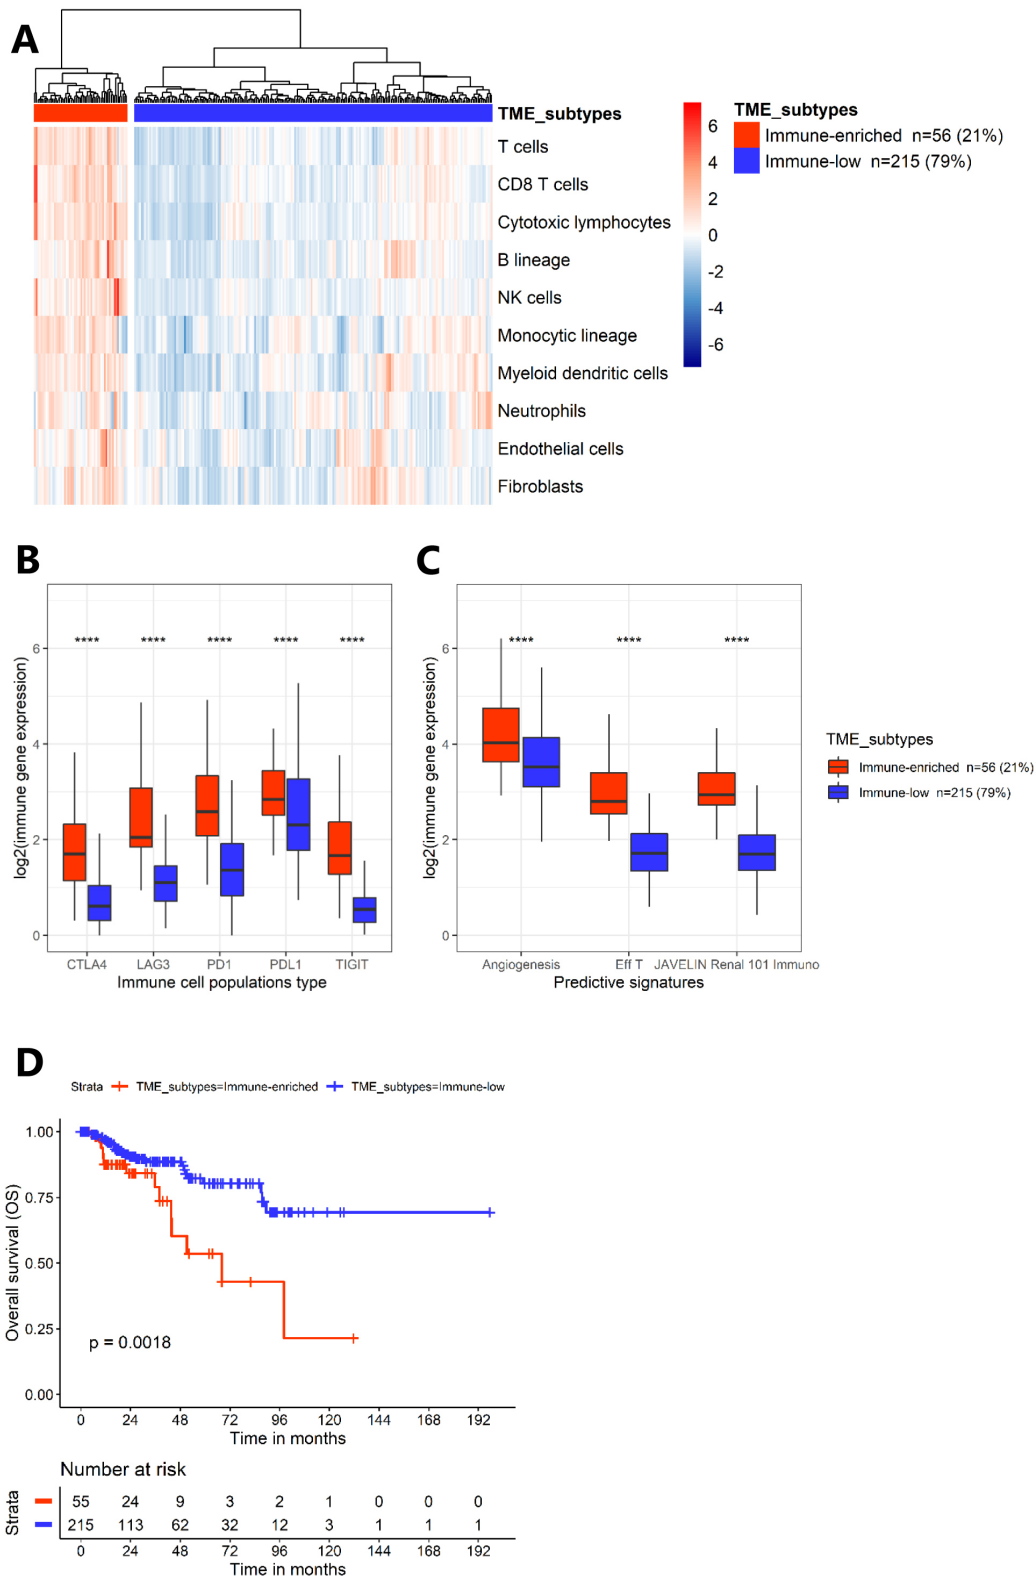 A
TME_subtypes
T cells
CD8 T cells
Cytotoxic lymphocytes
B lineage
NK cells
Monocytic lineage
Myeloid dendritic cells
Neutrophils
Endothelial cells
Fibroblasts
6
4
2
0
-2
-4
-6
TME_subtypes
Immune-enriched n=56 (21%)
Immune-low n=215 (79%)
B
log2(immune gene expression)
6
4
2
0
**** **** **** **** ****
CTLA4 LAG3 PD1 PDL1 TIGIT
Immune cell populations type
C
log2(immune gene expression)
6
4
2
0
**** **** ****
Angiogenesis Eff T JAVELIN Renal 101 Immuno
Predictive signatures
TME_subtypes
Immune-enriched n=56 (21%)
Immune-low n=215 (79%)
D
Strata TME_subtypes=Immune-enriched TME_subtypes=Immune-low
Overall survival (OS)
1.00
0.75
0.50
0.25
0.00
p = 0.0018
0 24 48 72 96 120 144 168 192
Time in months
Number at risk
Strata
55 24 9 3 2 1 0 0 0
215 113 62 32 12 3 1 1 1
0 24 48 72 96 120 144 168 192
Time in months